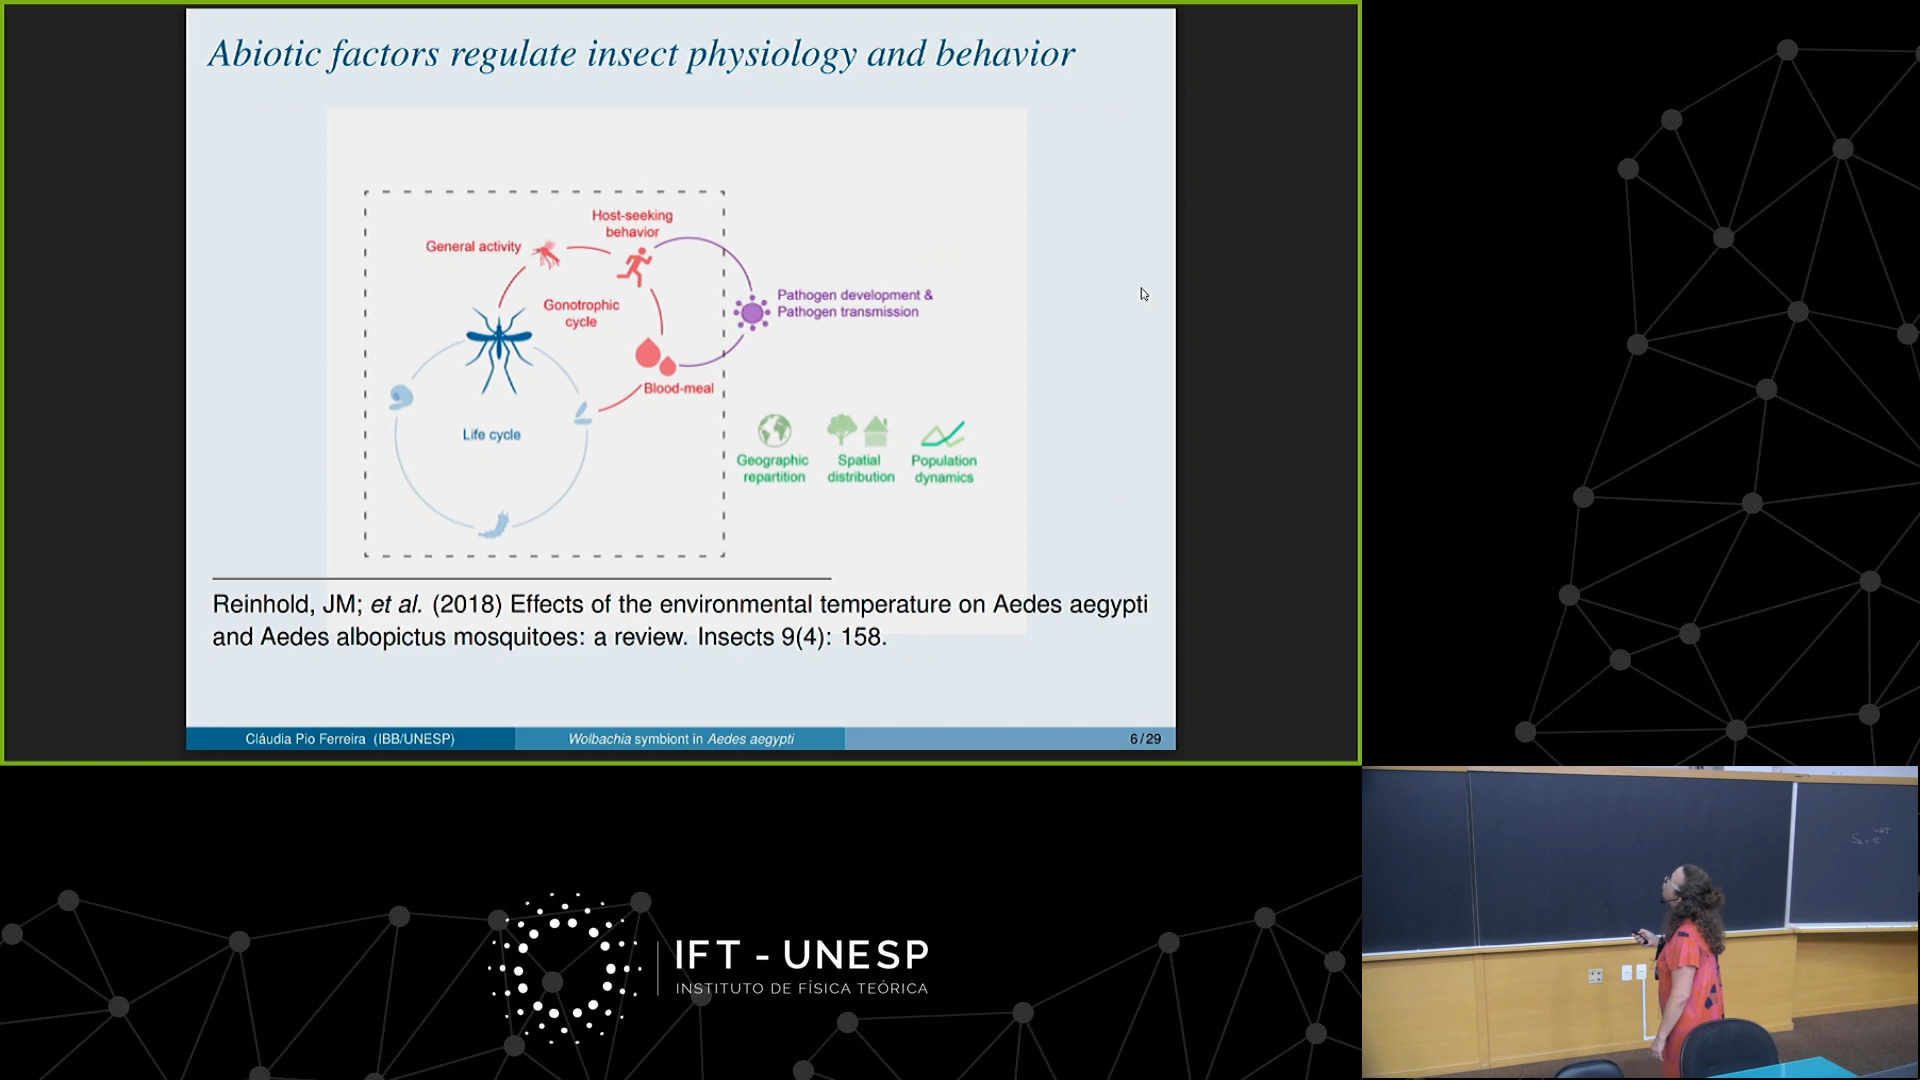 Abiotic factors regulate insect physiology and behavior
Host-seeking
behavior
General activity
Gonotrophic
cycle
Pathogen development &
Pathogen transmission
Blood-meal
Life cycle
Geographic
repartition
Spatial
distribution
Population
dynamics
Reinhold, JM; et al. (2018) Effects of the environmental temperature on Aedes aegypti
and Aedes albopictus mosquitoes: a review. Insects 9(4): 158.
Cláudia Pio Ferreira (IBB/UNESP)
Wolbachia symbiont in Aedes aegypti
6/29
IFT - UNESP
INSTITUTO DE FÍSICA TEÓRICA